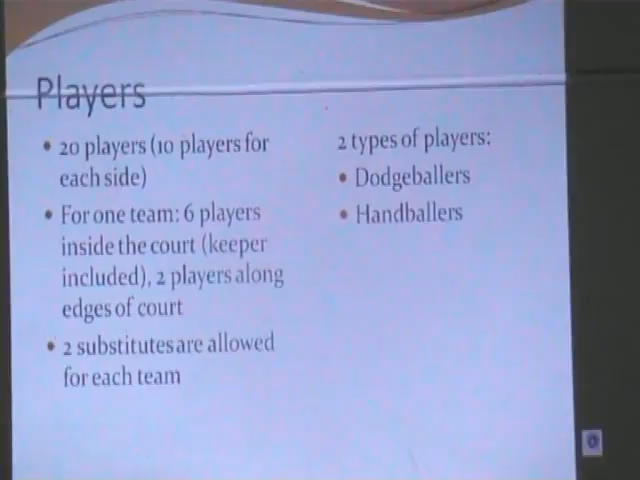 Players
• 20 players (10 players for
each side)
• For one team: 6 players
inside the court (keeper
included), 2 players along
edges of court
• 2 substitutes are allowed
for each team
2 types of players:
• Dodgeballers
• Handballers